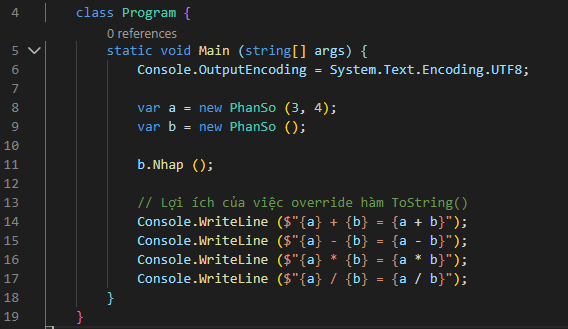 4 class Program {
0 references
5 static void Main (string[] args) {
6 Console.OutputEncoding = System.Text.Encoding.UTF8;
7
8 var a = new PhanSo (3, 4);
9 var b = new PhanSo ();
10
11 b.Nhap ();
12
13 // Lợi ích của việc override hàm ToString()
14 Console.WriteLine ($"{a} + {b} = {a + b}");
15 Console.WriteLine ($"{a} - {b} = {a - b}");
16 Console.WriteLine ($"{a} * {b} = {a * b}");
17 Console.WriteLine ($"{a} / {b} = {a / b}");
18 }
19 }